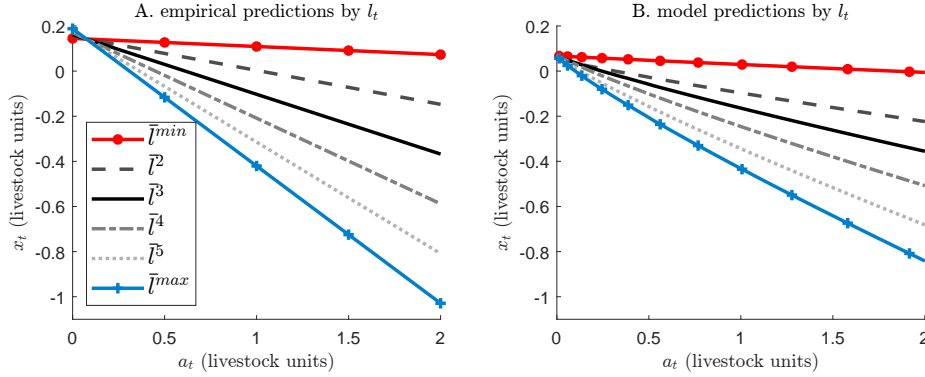 A. empirical predictions by l_t
0.2
0
-0.2
-0.4
-0.6
-0.8
-1
x_t (livestock units)
l̄^min
l̄^2
l̄^3
l̄^4
l̄^5
l̄^max
0 0.5 1 1.5 2
a_t (livestock units)
B. model predictions by l_t
0.2
0
-0.2
-0.4
-0.6
-0.8
-1
x_t (livestock units)
0 0.5 1 1.5 2
a_t (livestock units)